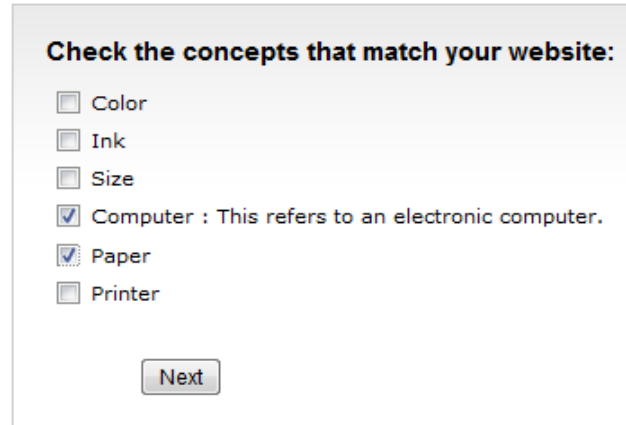 Check the concepts that match your website:
Color
Ink
Size
Computer : This refers to an electronic computer.
Paper
Printer
Next